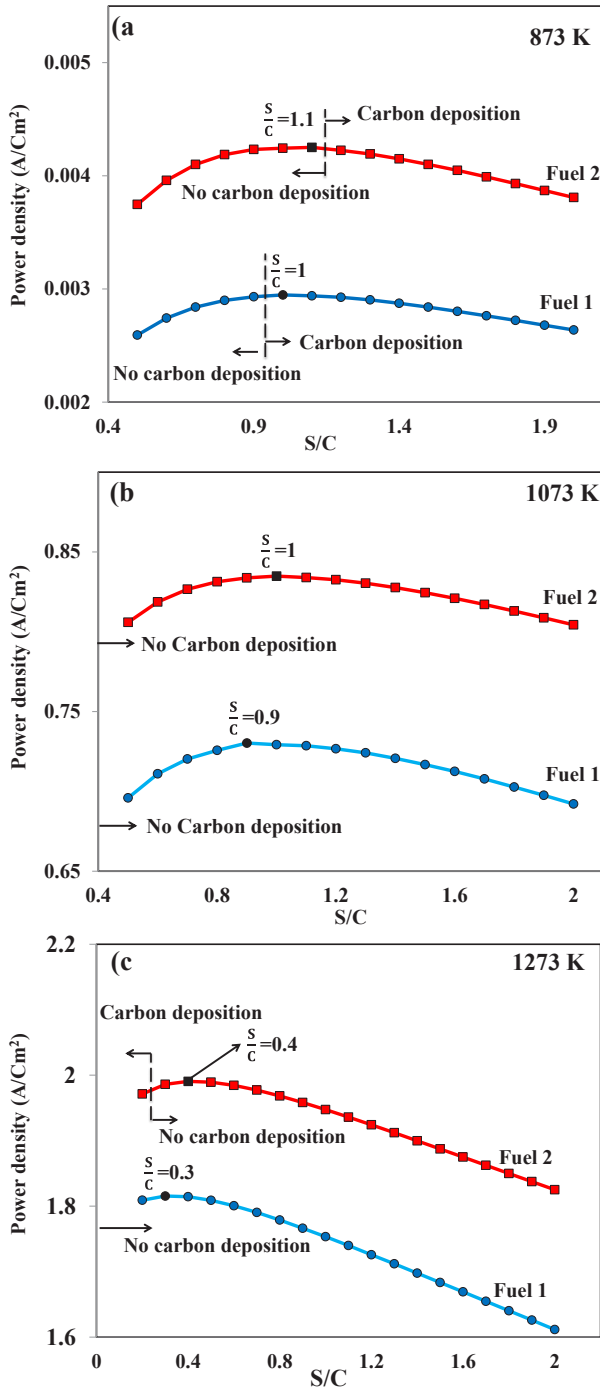 (a
873 K
0.005
S/C =1.1
Carbon deposition
Fuel 2
0.004
No carbon deposition
S/C =1
0.003
Fuel 1
Carbon deposition
No carbon deposition
0.002
0.4 0.9 1.4 1.9
S/C
Power density (A/Cm²)
(b
1073 K
S/C =1
0.85
Fuel 2
No Carbon deposition
S/C =0.9
0.75
Fuel 1
No Carbon deposition
0.65
0.4 0.8 1.2 1.6 2
S/C
Power density (A/Cm²)
2.2
(c
1273 K
Carbon deposition
S/C =0.4
2
No carbon deposition
Fuel 2
S/C =0.3
1.8
No carbon deposition
Fuel 1
1.6
0 0.4 0.8 1.2 1.6 2
S/C
Power density (A/Cm²)